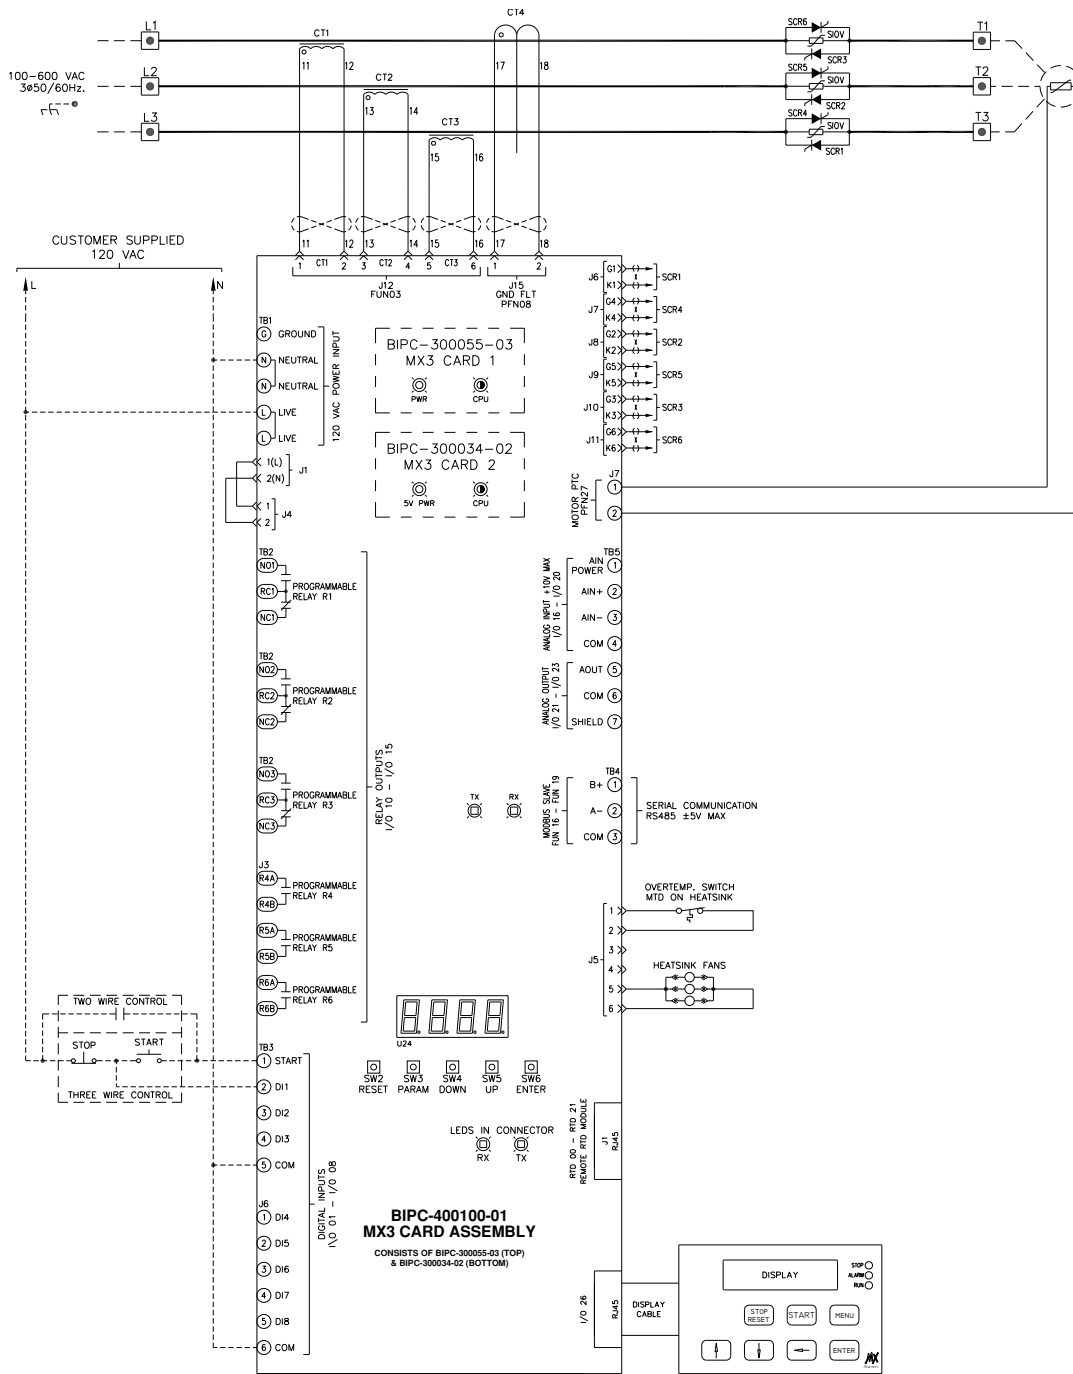 CT4
L1
CT1
SCR6
SIOV
SCR3
T1
11
12
17
18
100-600 VAC
3ø50/60Hz.
L2
CT2
SCR5
SIOV
SCR2
T2
13
14
L3
CT3
SCR4
SIOV
SCR1
T3
15
16
CUSTOMER SUPPLIED
120 VAC
L
N
11 12 13 14 15 16 17 18
1 CT1 2 3 CT2 4 5 CT3 6 1 2
J12
FUN03
J15
GND FLT
PFN08
J6
G1
K1
SCR1
J7
G4
K4
SCR4
J8
G2
K2
SCR2
J9
G5
K5
SCR5
J10
G3
K3
SCR3
J11
G6
K6
SCR6
TB1
G GROUND
N NEUTRAL
N NEUTRAL
L LIVE
L LIVE
120 VAC POWER INPUT
BIPC-300055-03
MX3 CARD 1
PWR
CPU
BIPC-300034-02
MX3 CARD 2
5V PWR
CPU
1(L)
2(N)
J1
1
2
J4
J7
1
2
MOTOR PTC
PFN27
TB2
NO1
RC1
NC1
PROGRAMMABLE
RELAY R1
TB2
NO2
RC2
NC2
PROGRAMMABLE
RELAY R2
TB2
NO3
RC3
NC3
PROGRAMMABLE
RELAY R3
J3
R4A
R4B
PROGRAMMABLE
RELAY R4
R5A
R5B
PROGRAMMABLE
RELAY R5
R6A
R6B
PROGRAMMABLE
RELAY R6
RELAY OUTPUTS
I/O 10 - I/O 15
TB5
AIN
POWER 1
AIN+ 2
AIN- 3
COM 4
ANALOG INPUT +10V MAX
I/O 16 - I/O 20
AOUT 5
COM 6
SHIELD 7
ANALOG OUTPUT
I/O 21 - I/O 23
TX
RX
TB4
B+ 1
A- 2
COM 3
MODBUS SLAVE
FUN 16 - FUN 19
SERIAL COMMUNICATION
RS485 ±5V MAX
OVERTEMP. SWITCH
MTD ON HEATSINK
J5
1
2
3
4
5
6
HEATSINK FANS
TWO WIRE CONTROL
STOP
START
THREE WIRE CONTROL
U24
SW2
RESET
SW3
PARAM
SW4
DOWN
SW5
UP
SW6
ENTER
TB3
1 START
2 DI1
3 DI2
4 DI3
5 COM
J6
1 DI4
2 DI5
3 DI6
4 DI7
5 DI8
6 COM
DIGITAL INPUTS
I\O 01 - I/O 08
LEDS IN CONNECTOR
RX
TX
RTD 00 - RTD 21
REMOTE RTD MODULE
J1
RJ45
BIPC-400100-01
MX3 CARD ASSEMBLY
CONSISTS OF BIPC-300055-03 (TOP)
& BIPC-300034-02 (BOTTOM)
I/O 26
RJ45
DISPLAY
CABLE
DISPLAY
STOP
ALARM
RUN
STOP
RESET
START
MENU
ENTER
MX